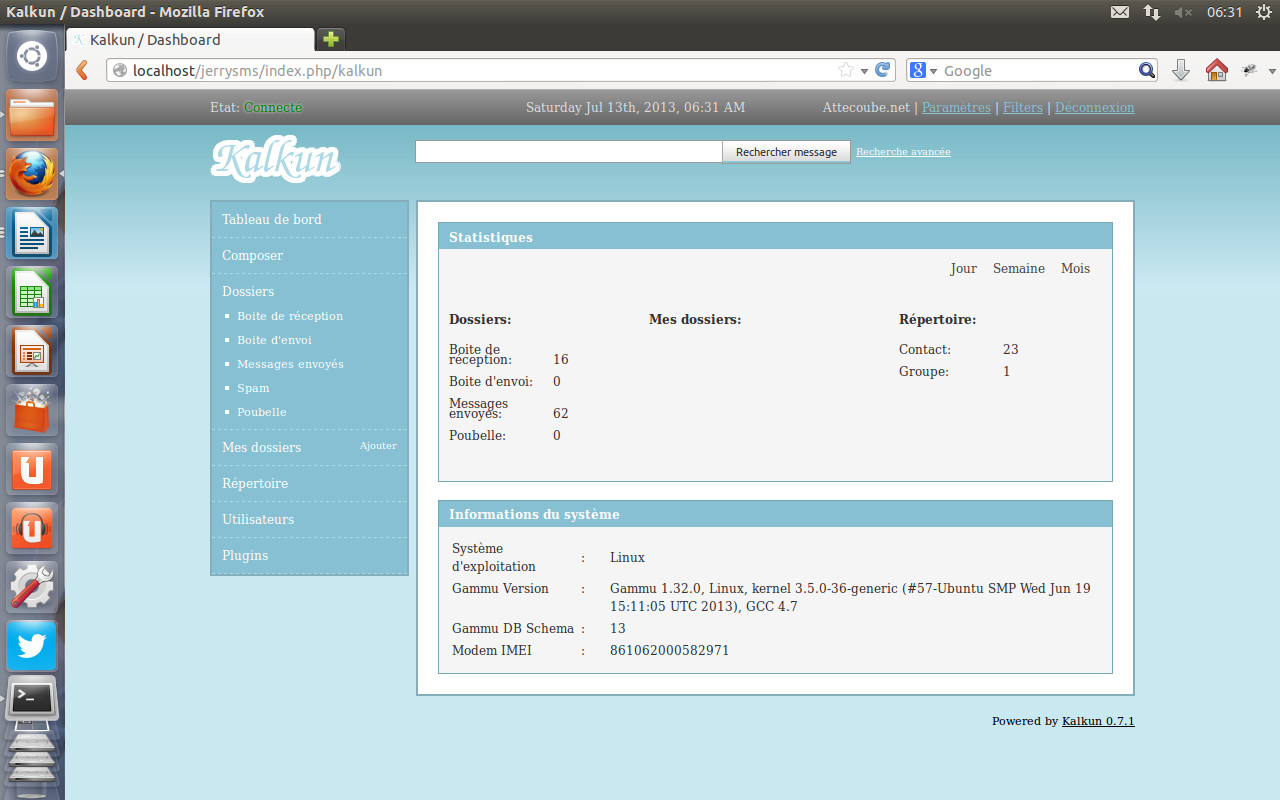 Kalkun / Dashboard - Mozilla Firefox
06:31
Kalkun / Dashboard
localhost/jerrysms/index.php/kalkun
Google
Etat: Connecte
Saturday Jul 13th, 2013, 06:31 AM
Attecoube.net | Paramètres | Filters | Déconnexion
Kalkun
Rechercher message
Recherche avancée
Tableau de bord
Composer
Dossiers
Boite de réception
Boite d'envoi
Messages envoyés
Spam
Poubelle
Mes dossiers Ajouter
Répertoire
Utilisateurs
Plugins
Statistiques
Jour Semaine Mois
Dossiers: Mes dossiers: Répertoire:
Boite de
réception: 16
Boite d'envoi: 0
Messages
envoyés: 62
Poubelle: 0
Contact: 23
Groupe: 1
Informations du système
Système
d'exploitation : Linux
Gammu Version : Gammu 1.32.0, Linux, kernel 3.5.0-36-generic (#57-Ubuntu SMP Wed Jun 19
15:11:05 UTC 2013), GCC 4.7
Gammu DB Schema : 13
Modem IMEI : 861062000582971
Powered by Kalkun 0.7.1